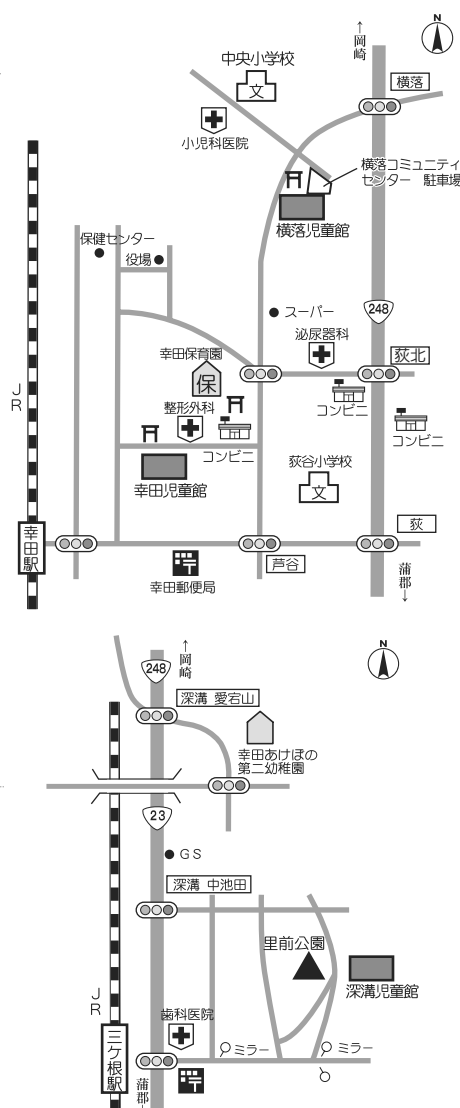 N
←岡崎
中央小学校
文
横落
小児科医院
横落コミュニティ
センター 駐車場
横落児童館
保健センター
役場
スーパー
248
泌尿器科
荻北
幸田保育園
保
コンビニ
整形外科
コンビニ
コンビニ
荻谷小学校
文
幸田児童館
JR
荻
幸田駅
芦谷
幸田郵便局
蒲郡→
N
←岡崎
248
深溝 愛宕山
幸田あけぼの
第二幼稚園
23
GS
深溝 中池田
里前公園
深溝児童館
JR
歯科医院
三ケ根駅
ミラー
ミラー
蒲郡→